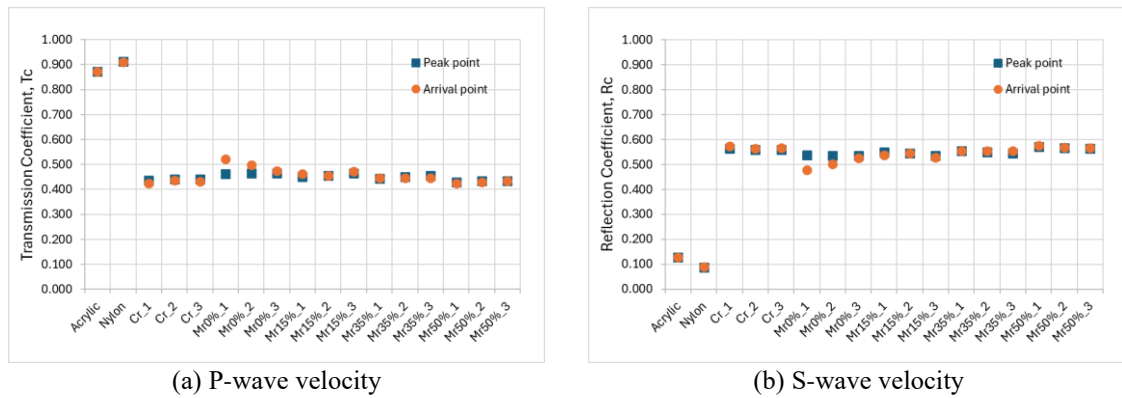 1.000
0.900
0.800
0.700
0.600
0.500
0.400
0.300
0.200
0.100
0.000
Transmission Coefficient, Tc
Peak point
Arrival point
Acrylic
Nylon
Cr_1
Cr_2
Cr_3
Mr0%_1
Mr0%_2
Mr0%_3
Mr15%_1
Mr15%_2
Mr15%_3
Mr35%_1
Mr35%_2
Mr35%_3
Mr50%_1
Mr50%_2
Mr50%_3
(a) P-wave velocity
1.000
0.900
0.800
0.700
0.600
0.500
0.400
0.300
0.200
0.100
0.000
Reflection Coefficient, Rc
Peak point
Arrival point
Acrylic
Nylon
Cr_1
Cr_2
Cr_3
Mr0%_1
Mr0%_2
Mr0%_3
Mr15%_1
Mr15%_2
Mr15%_3
Mr35%_1
Mr35%_2
Mr35%_3
Mr50%_1
Mr50%_2
Mr50%_3
(b) S-wave velocity